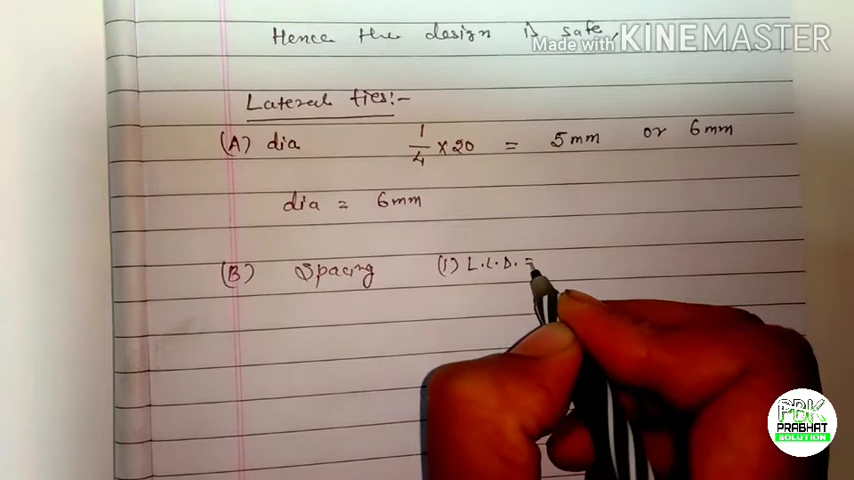 Hence the design is safe.
Made with KINEMASTER
Lateral ties:-
(A) dia 1/4 × 20 = 5mm or 6mm
dia = 6mm
(B) Spacing (1) L.L.D. =
PBK
PRABHAT
SOLUTION